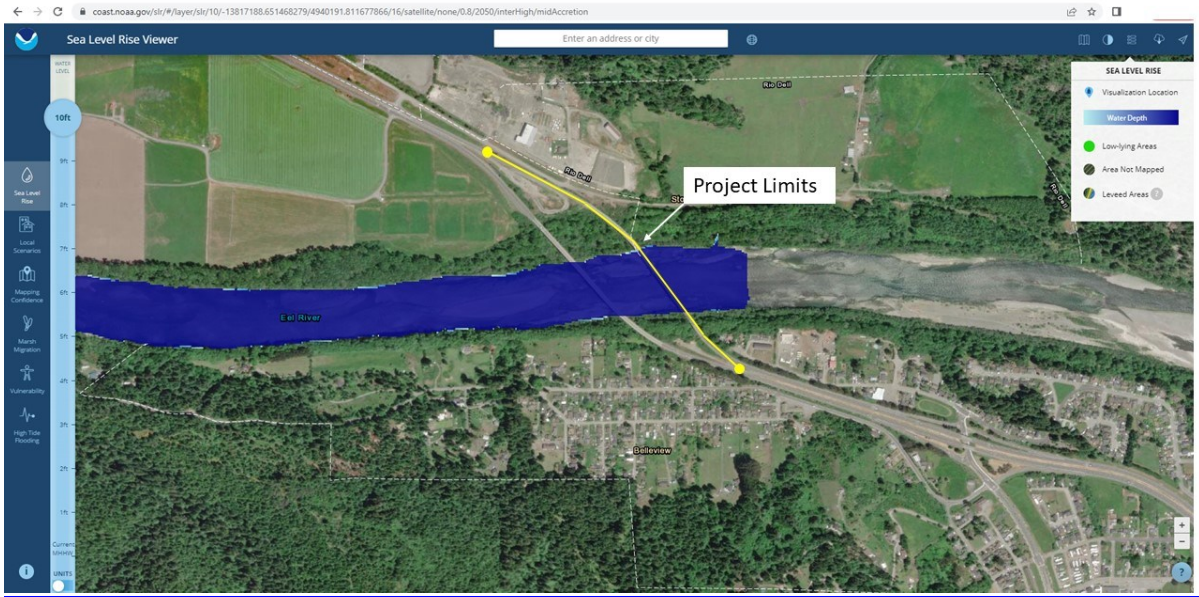 coast.noaa.gov/slr/#/layer/slr/10/-13817188.651468279/4940191.811677866/16/satellite/none/0.8/2050/interHigh/midAccretion
Sea Level Rise Viewer
Enter an address or city
WATER
LEVEL
10ft
9ft
8ft
7ft
6ft
5ft
4ft
3ft
2ft
1ft
Current
MHHW
UNITS
Sea Level
Rise
Local
Scenarios
Mapping
Confidence
Marsh
Migration
Vulnerability
High Tide
Flooding
i
SEA LEVEL RISE
Visualization Location
Water Depth
Low-lying Areas
Area Not Mapped
Leveed Areas ?
Rio Dell
Rio Dell
Rio Dell
Project Limits
Eel River
Belleview
+
−
?